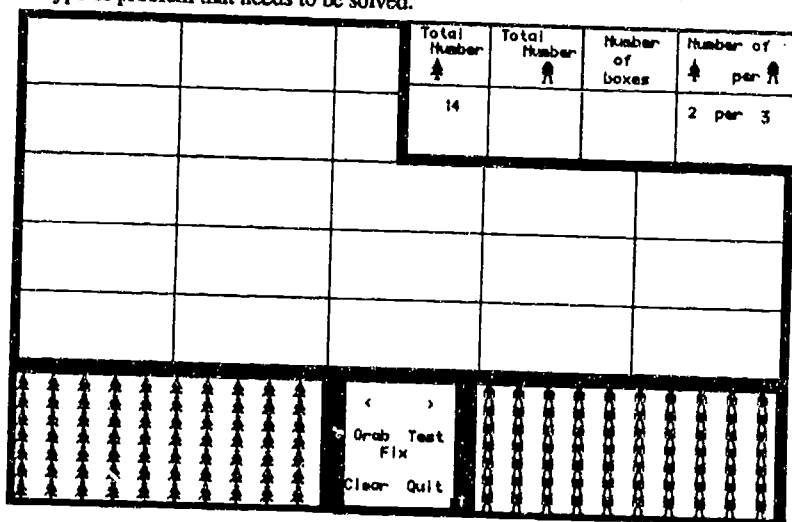 type of problem that needs to be solved.
Total Number
Total Number
Number of boxes
Number of per
14
2 per 3
< >
Grab Test
Fix
Clear Quit